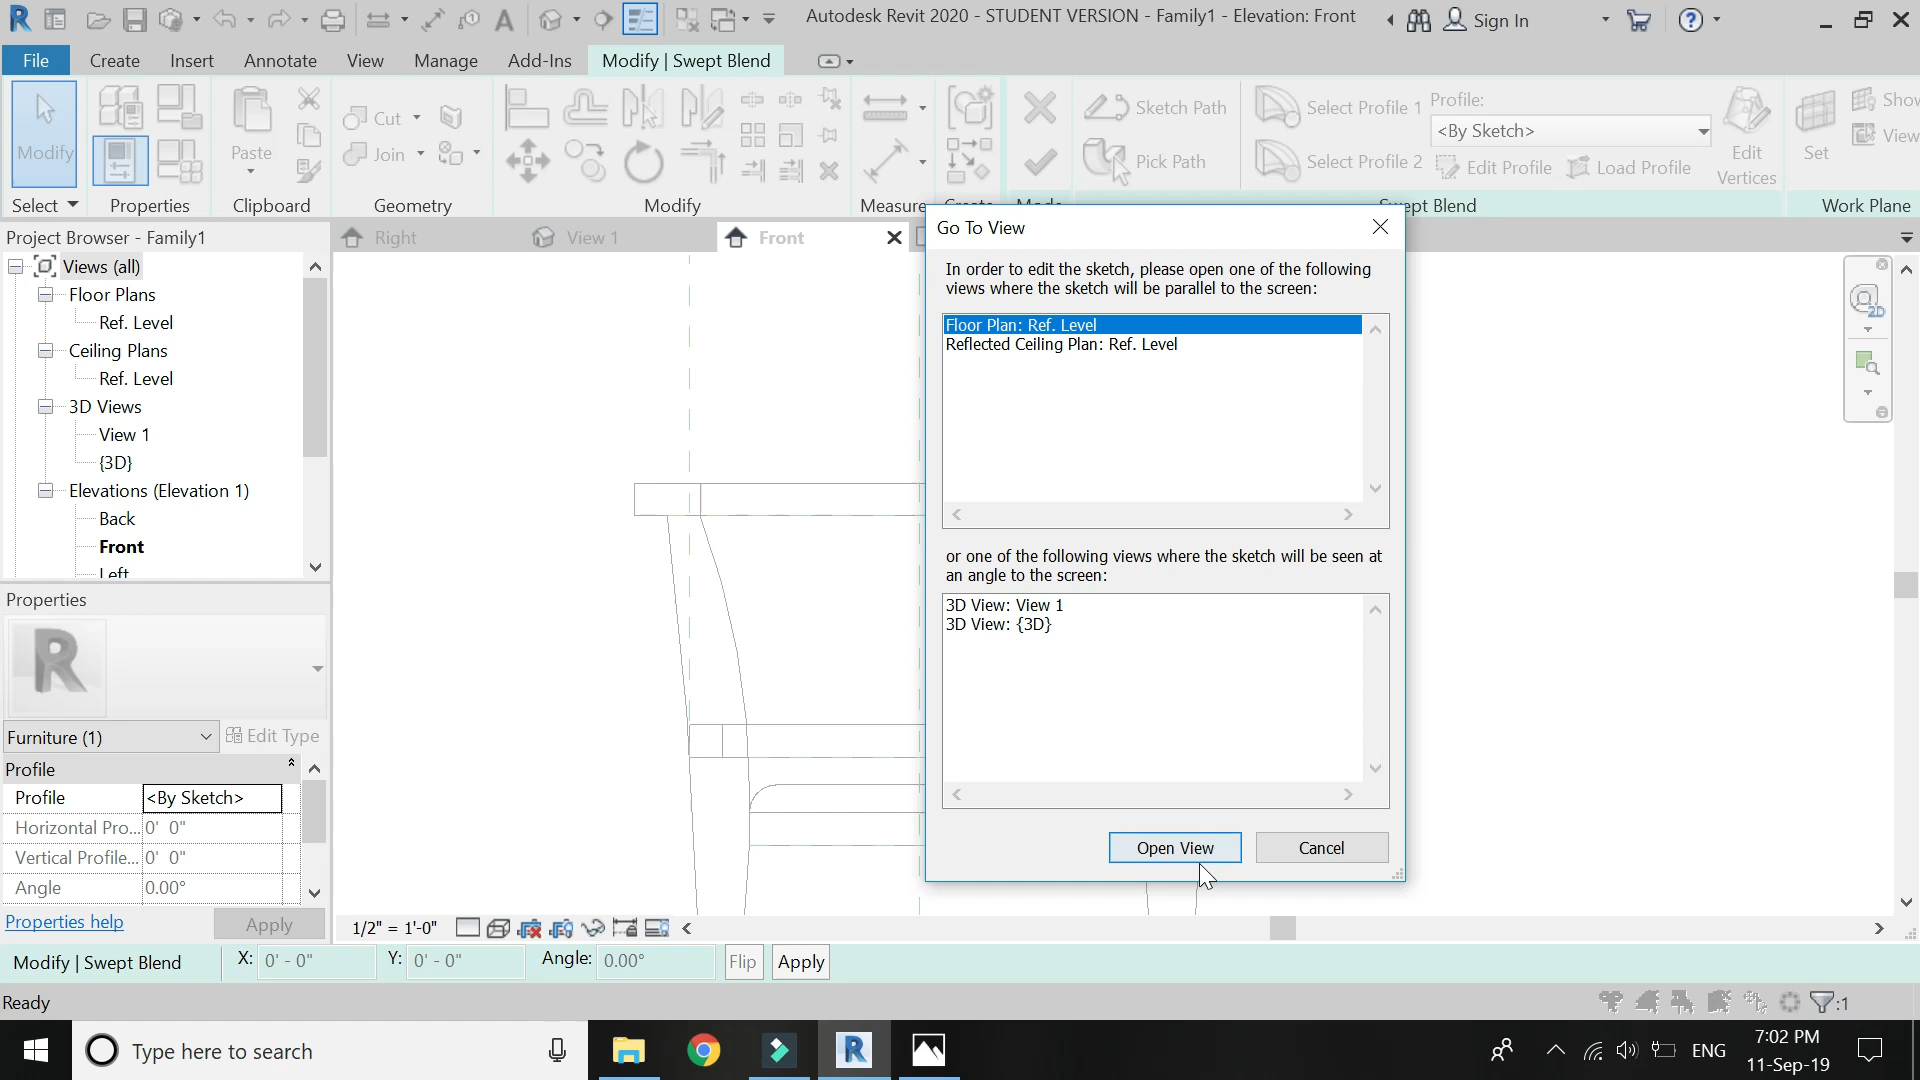 Autodesk Revit 2020 - STUDENT VERSION - Family1 - Elevation: Front
Sign In
File
Create
Insert
Annotate
View
Manage
Add-Ins
Modify | Swept Blend
Modify
Paste
Cut
Join
Sketch Path
Pick Path
Select Profile 1
Select Profile 2
Profile:
<By Sketch>
Edit Profile
Load Profile
Edit
Vertices
Set
Show
View
Select
Properties
Clipboard
Geometry
Modify
Measure
Swept Blend
Work Plane
Project Browser - Family1
Right
View 1
Front
Views (all)
Floor Plans
Ref. Level
Ceiling Plans
Ref. Level
3D Views
View 1
{3D}
Elevations (Elevation 1)
Back
Front
Left
Properties
Furniture (1)
Edit Type
Profile
Profile
<By Sketch>
Horizontal Pro...
0' 0"
Vertical Profile...
0' 0"
Angle
0.00°
Properties help
Apply
Go To View
In order to edit the sketch, please open one of the following
views where the sketch will be parallel to the screen:
Floor Plan: Ref. Level
Reflected Ceiling Plan: Ref. Level
or one of the following views where the sketch will be seen at
an angle to the screen:
3D View: View 1
3D View: {3D}
Open View
Cancel
2D
1/2" = 1'-0"
Modify | Swept Blend
X: 0' - 0"
Y: 0' - 0"
Angle: 0.00°
Flip
Apply
Ready
:1
Type here to search
ENG
7:02 PM
11-Sep-19